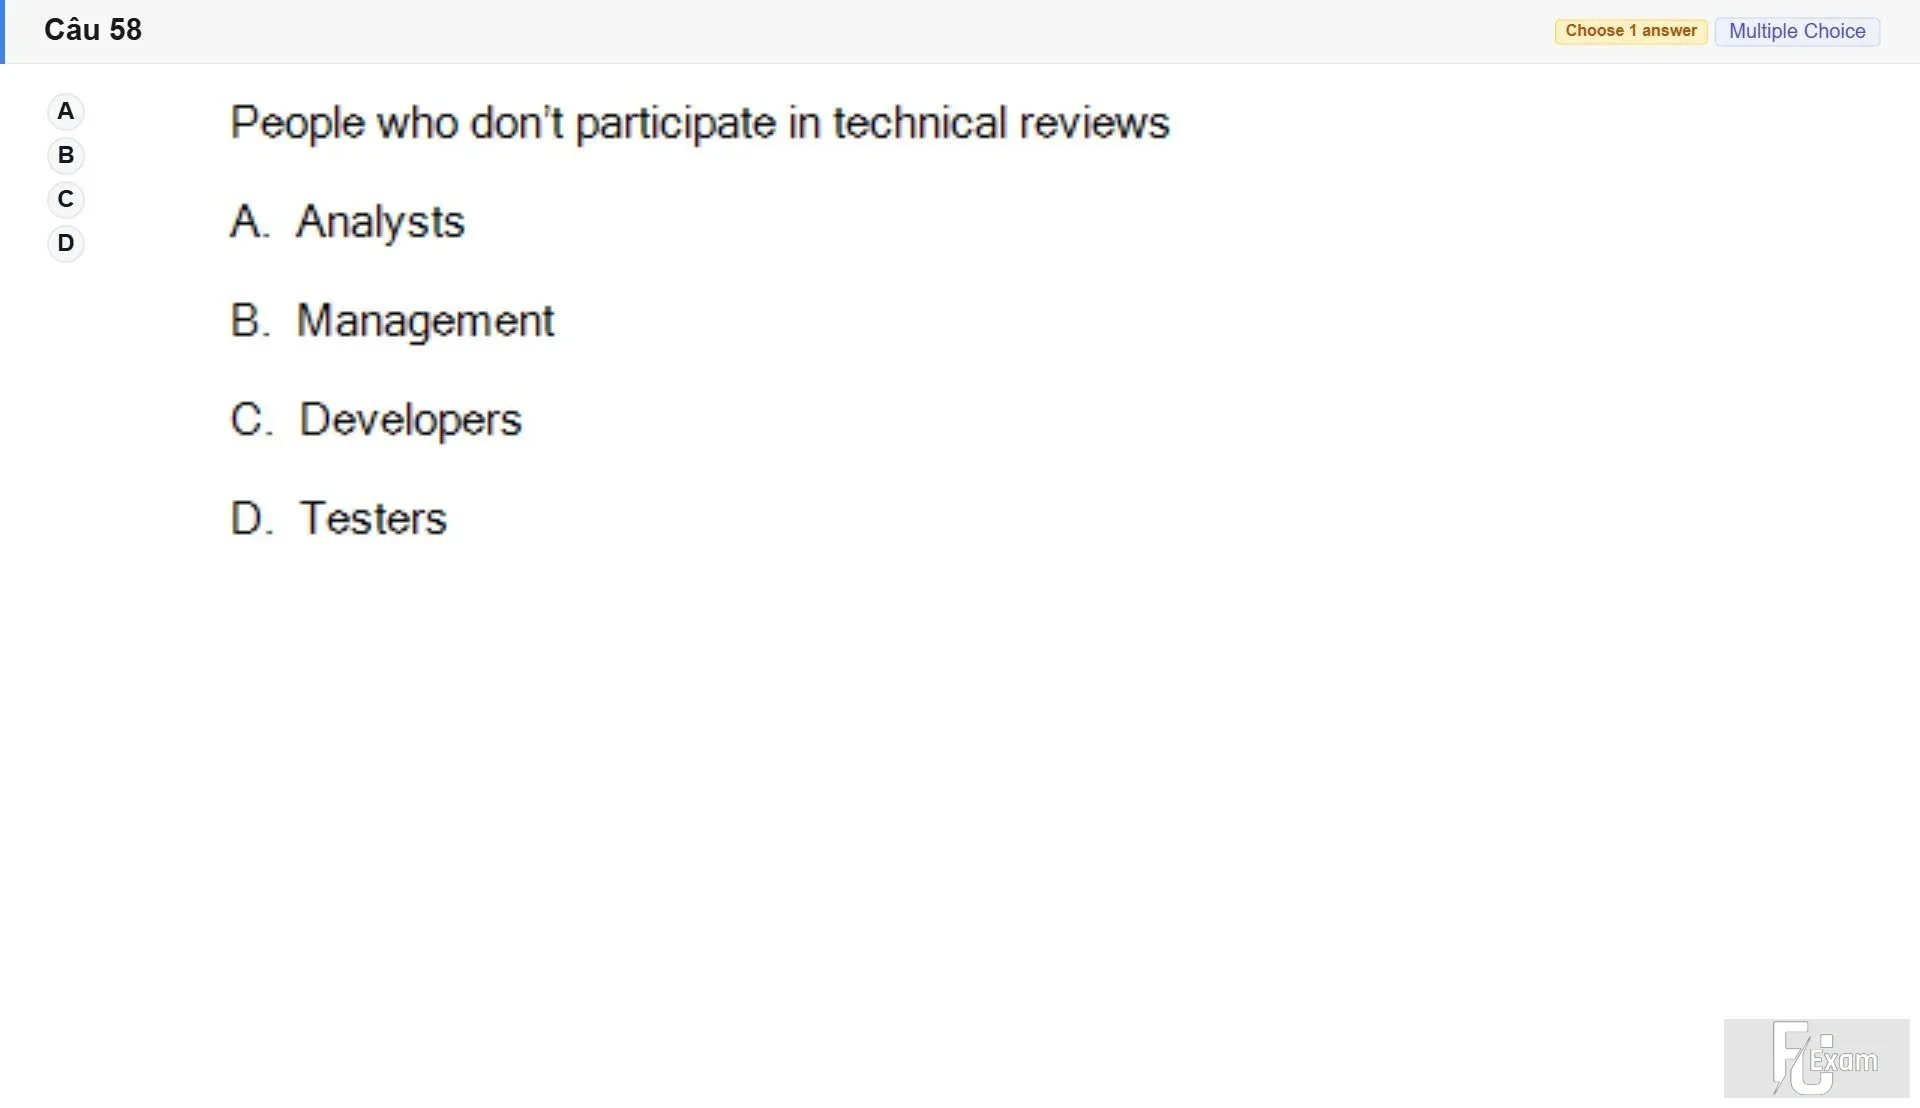 Câu 58
Choose 1 answer
Multiple Choice
A
B
C
D
People who don't participate in technical reviews
A. Analysts
B. Management
C. Developers
D. Testers
FU Exam